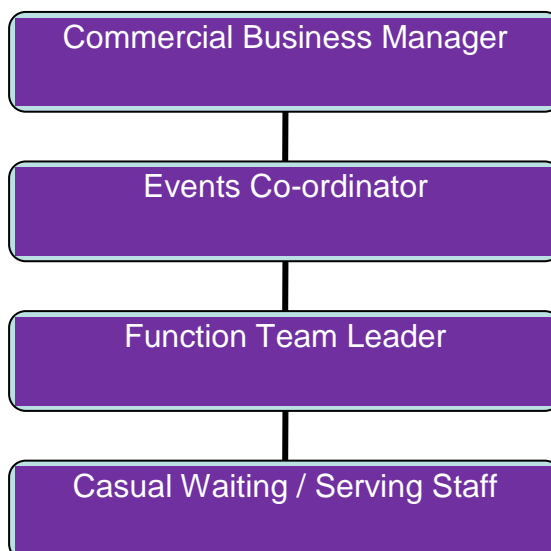 Commercial Business Manager
Events Co-ordinator
Function Team Leader
Casual Waiting / Serving Staff